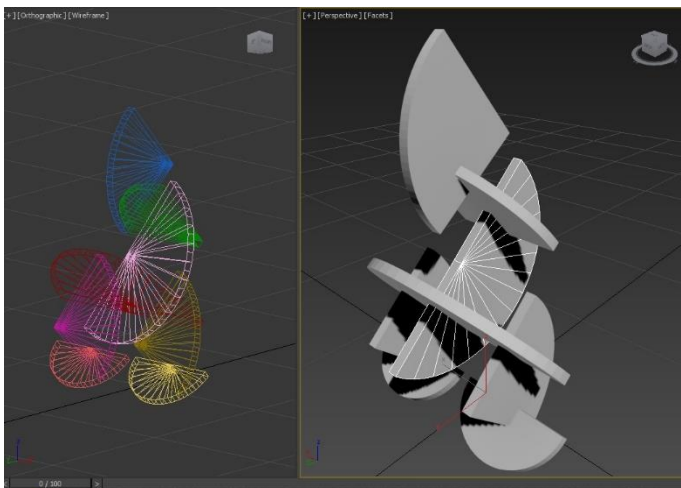 [+] [Orthographic] [Wireframe]
[+] [Perspective] [Facets]
0 / 100
>